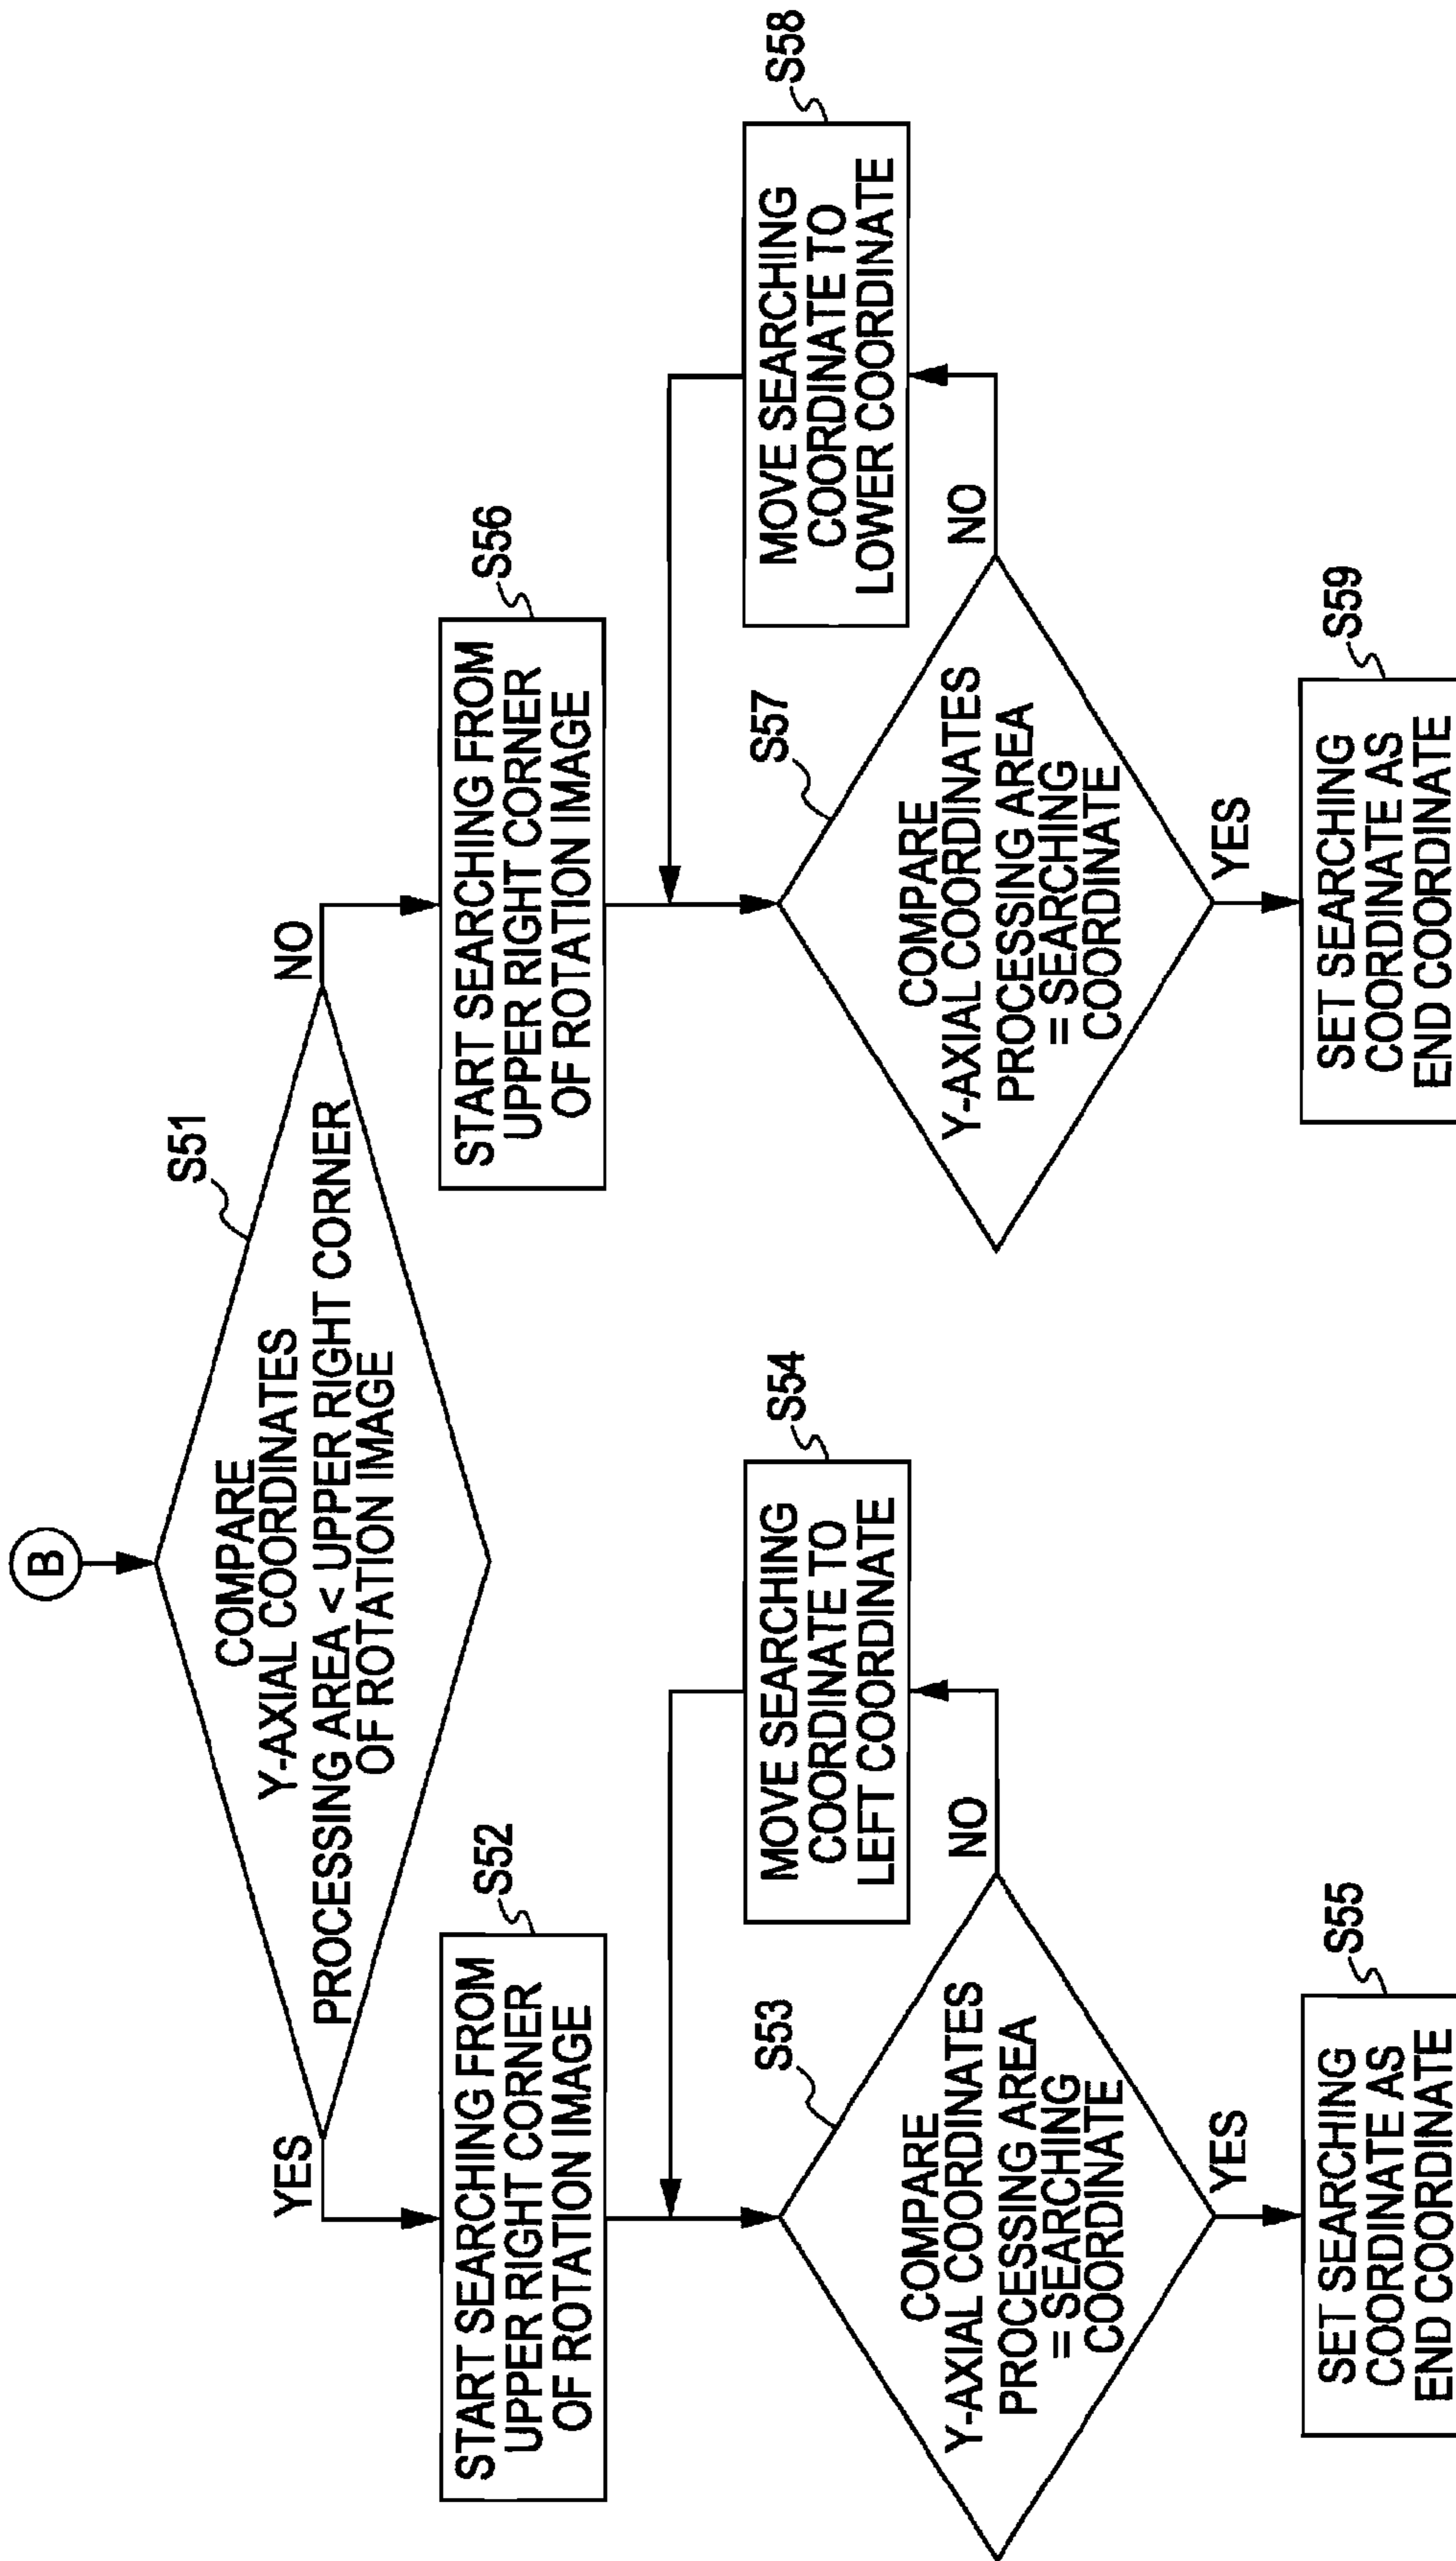 B
S51
COMPARE
Y-AXIAL COORDINATES
PROCESSING AREA < UPPER RIGHT CORNER
OF ROTATION IMAGE
YES
NO
S52
START SEARCHING FROM
UPPER RIGHT CORNER
OF ROTATION IMAGE
S53
COMPARE
Y-AXIAL COORDINATES
PROCESSING AREA
= SEARCHING
COORDINATE
NO
S54
MOVE SEARCHING
COORDINATE TO
LEFT COORDINATE
YES
S55
SET SEARCHING
COORDINATE AS
END COORDINATE
S56
START SEARCHING FROM
UPPER RIGHT CORNER
OF ROTATION IMAGE
S57
COMPARE
Y-AXIAL COORDINATES
PROCESSING AREA
= SEARCHING
COORDINATE
NO
S58
MOVE SEARCHING
COORDINATE TO
LOWER COORDINATE
YES
S59
SET SEARCHING
COORDINATE AS
END COORDINATE